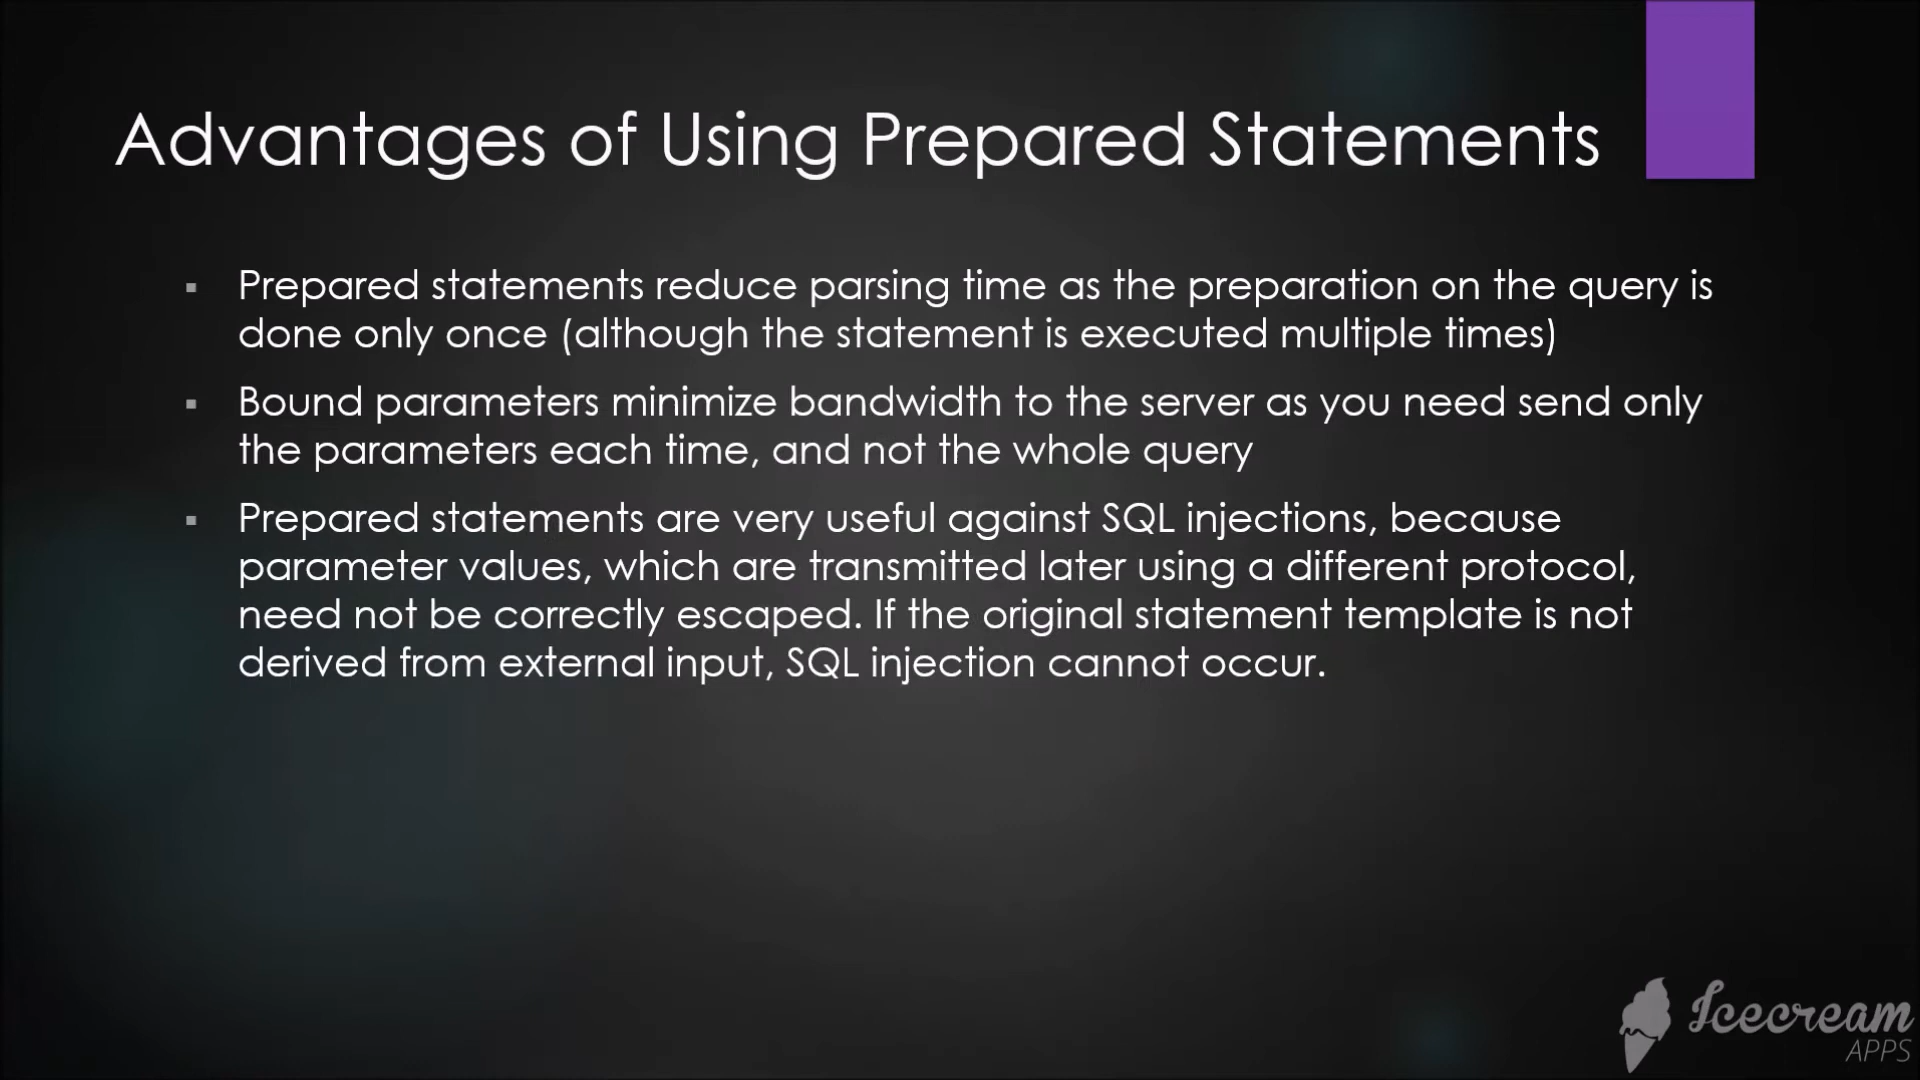 Advantages of Using Prepared Statements
▪ Prepared statements reduce parsing time as the preparation on the query is
done only once (although the statement is executed multiple times)
▪ Bound parameters minimize bandwidth to the server as you need send only
the parameters each time, and not the whole query
▪ Prepared statements are very useful against SQL injections, because
parameter values, which are transmitted later using a different protocol,
need not be correctly escaped. If the original statement template is not
derived from external input, SQL injection cannot occur.
Icecream
APPS